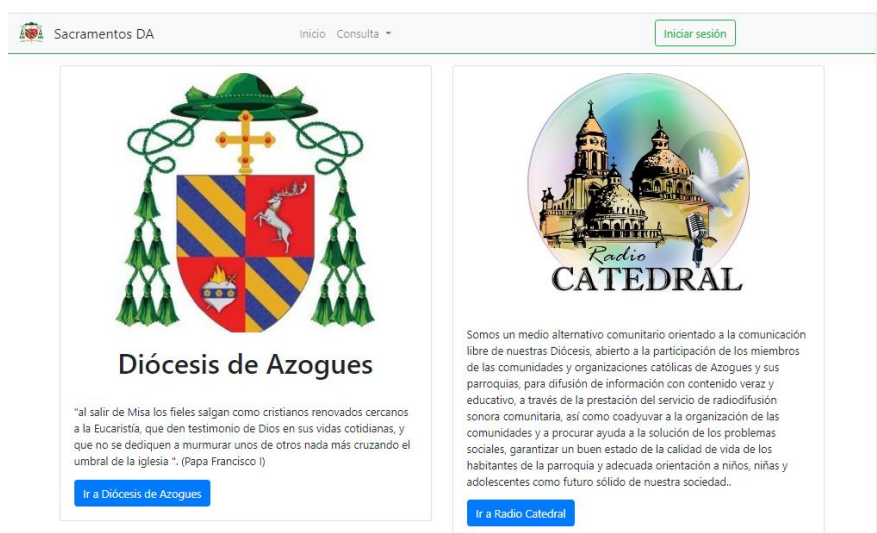 Sacramentos DA
Inicio Consulta
Iniciar sesión
Diócesis de Azogues
"al salir de Misa los fieles salgan como cristianos renovados cercanos
a la Eucaristía, que den testimonio de Dios en sus vidas cotidianas, y
que no se dediquen a murmurar unos de otros nada más cruzando el
umbral de la iglesia ". (Papa Francisco I)
Ir a Diócesis de Azogues
Radio
CATEDRAL
Somos un medio alternativo comunitario orientado a la comunicación
libre de nuestras Diócesis, abierto a la participación de los miembros
de las comunidades y organizaciones católicas de Azogues y sus
parroquias, para difusión de información con contenido veraz y
educativo, a través de la prestación del servicio de radiodifusión
sonora comunitaria, así como coadyuvar a la organización de las
comunidades y a procurar ayuda a la solución de los problemas
sociales, garantizar un buen estado de la calidad de vida de los
habitantes de la parroquia y adecuada orientación a niños, niñas y
adolescentes como futuro sólido de nuestra sociedad..
Ir a Radio Catedral